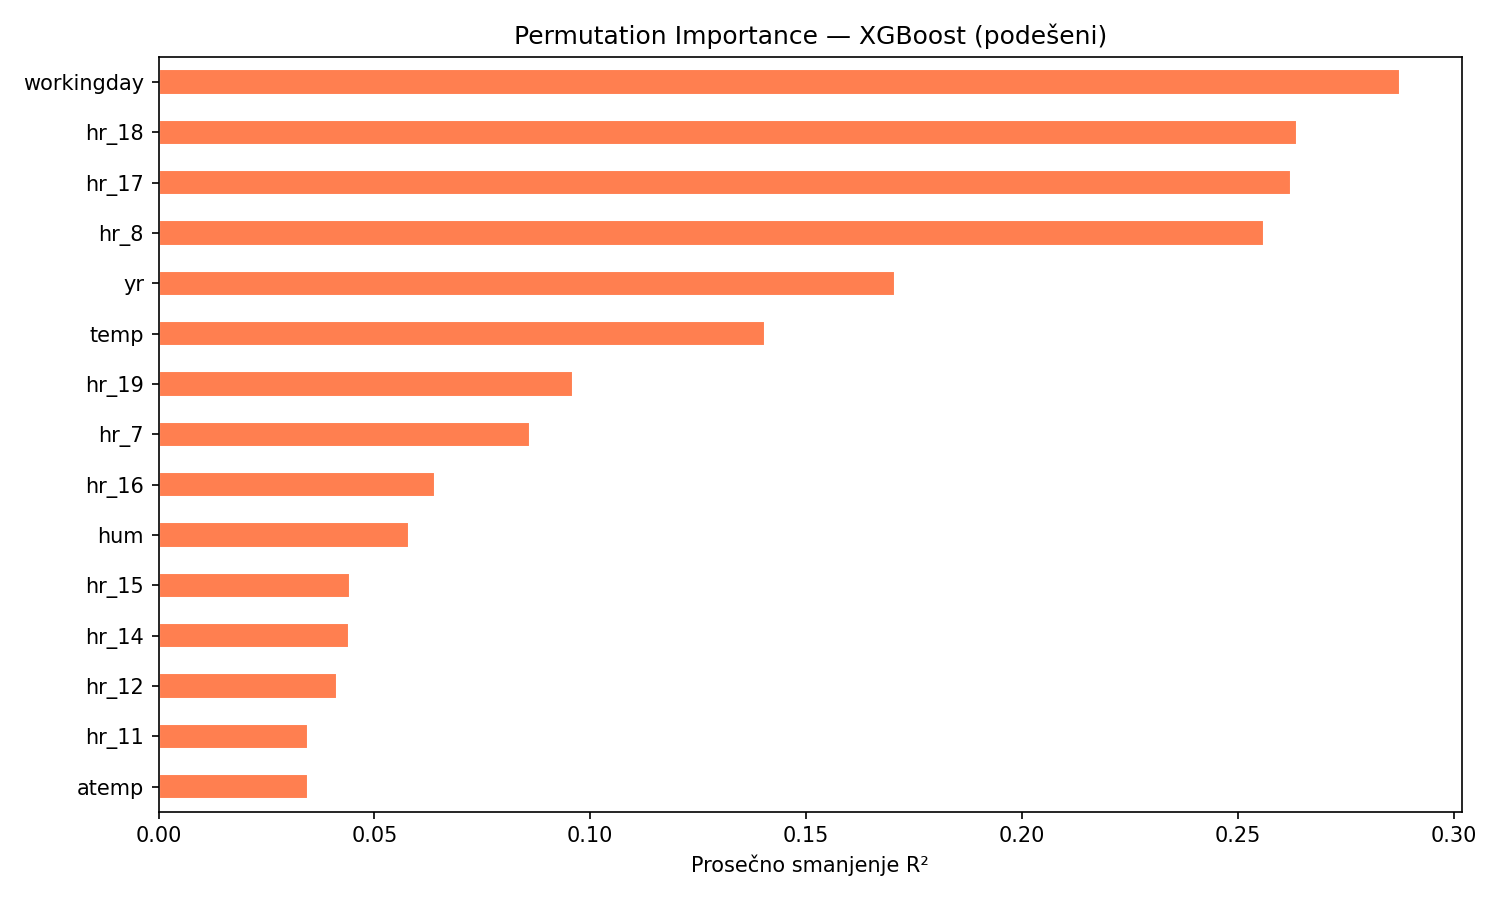 Permutation Importance — XGBoost (podešeni)
workingday
hr_18
hr_17
hr_8
yr
temp
hr_19
hr_7
hr_16
hum
hr_15
hr_14
hr_12
hr_11
atemp
0.00 0.05 0.10 0.15 0.20 0.25 0.30
Prosečno smanjenje R²